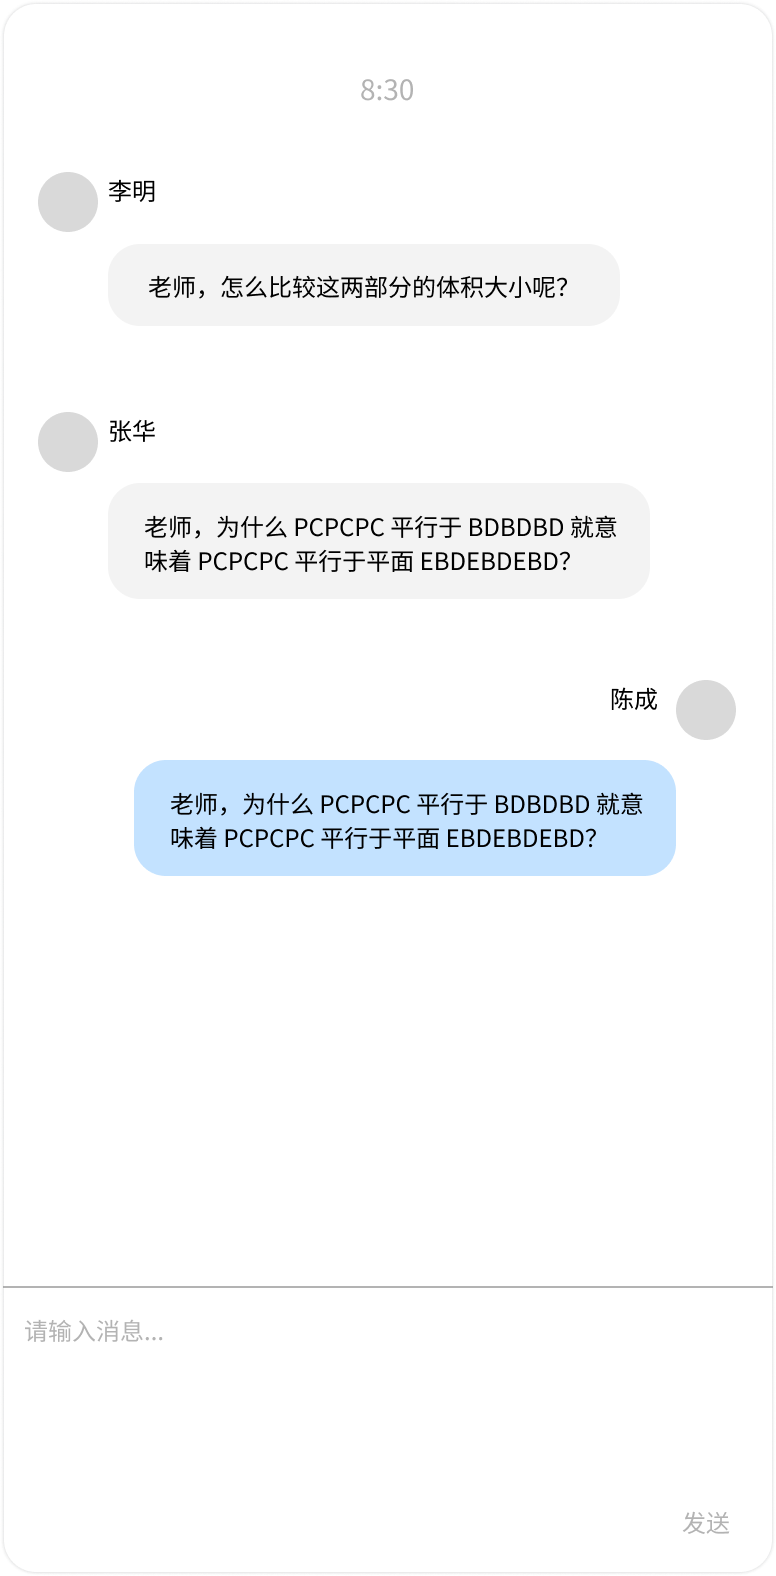 8:30
李明
老师，怎么比较这两部分的体积大小呢？
张华
老师，为什么 PCPCPC 平行于 BDBDBD 就意
味着 PCPCPC 平行于平面 EBDEBDEBD？
陈成
老师，为什么 PCPCPC 平行于 BDBDBD 就意
味着 PCPCPC 平行于平面 EBDEBDEBD？
请输入消息...
发送